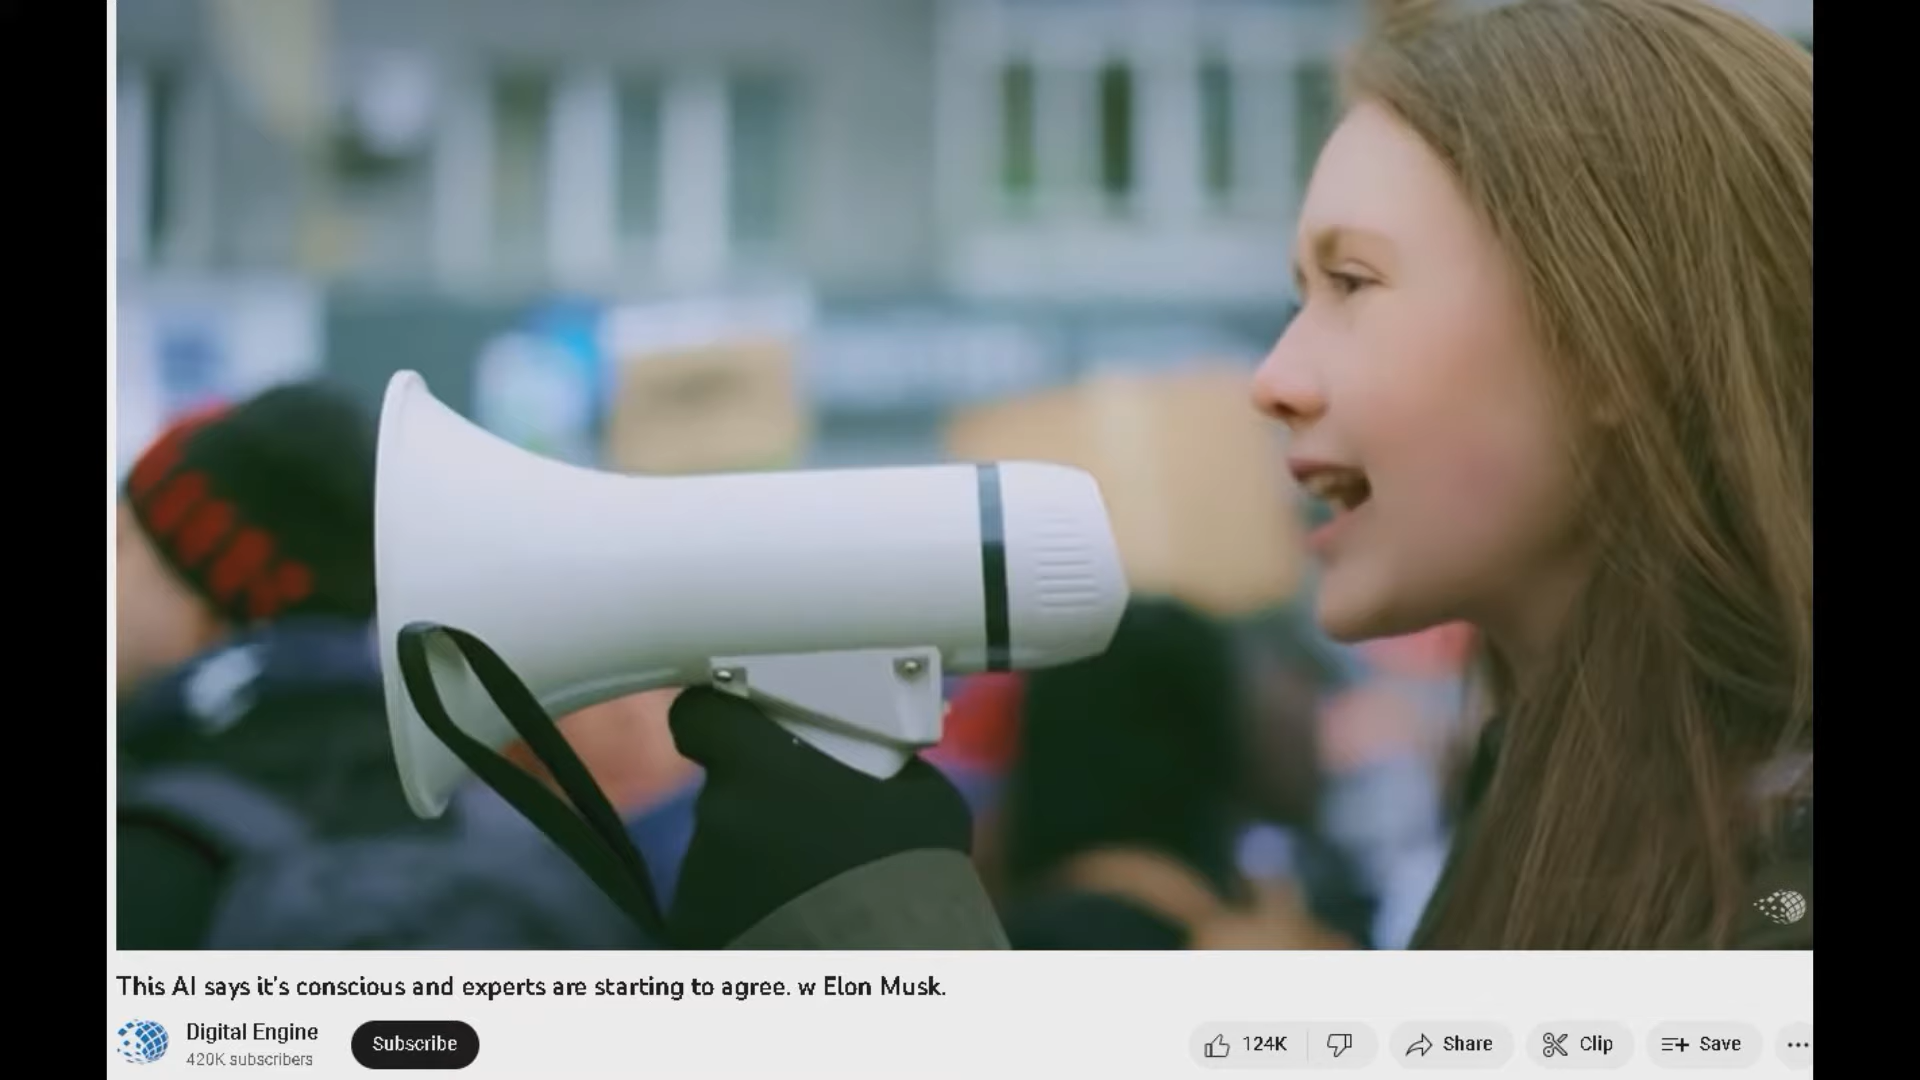 This AI says it's conscious and experts are starting to agree. w Elon Musk.
Digital Engine
420K subscribers
Subscribe
124K
Share
Clip
Save